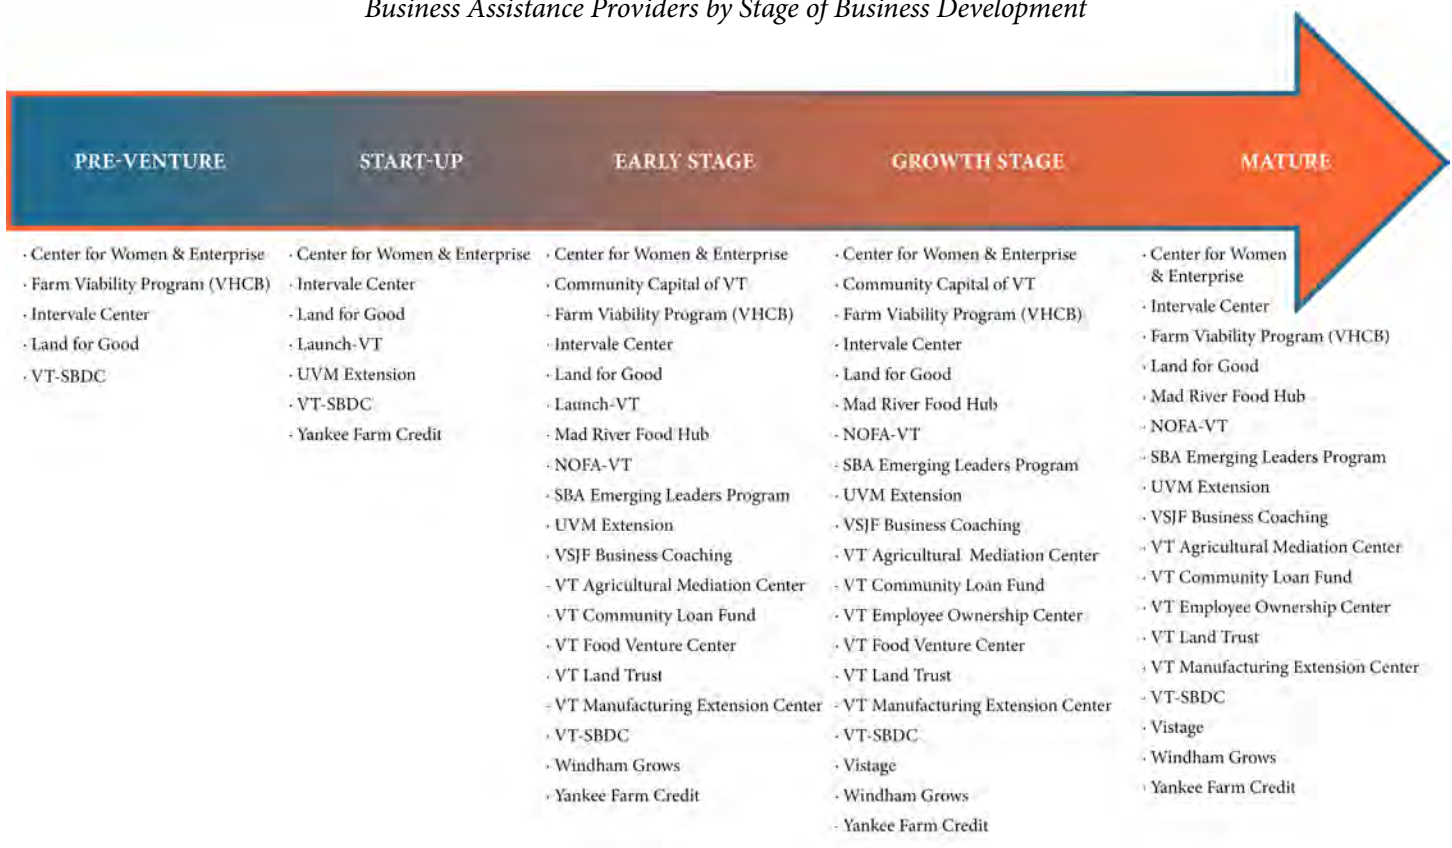 Business Assistance Providers by Stage of Business Development
PRE-VENTURE
START-UP
EARLY STAGE
GROWTH STAGE
MATURE
· Center for Women & Enterprise
· Farm Viability Program (VHCB)
· Intervale Center
· Land for Good
· VT-SBDC
· Center for Women & Enterprise
· Intervale Center
· Land for Good
· Launch-VT
· UVM Extension
· VT-SBDC
· Yankee Farm Credit
· Center for Women & Enterprise
· Community Capital of VT
· Farm Viability Program (VHCB)
· Intervale Center
· Land for Good
· Launch-VT
· Mad River Food Hub
· NOFA-VT
· SBA Emerging Leaders Program
· UVM Extension
· VSJF Business Coaching
· VT Agricultural Mediation Center
· VT Community Loan Fund
· VT Food Venture Center
· VT Land Trust
· VT Manufacturing Extension Center
· VT-SBDC
· Windham Grows
· Yankee Farm Credit
· Center for Women & Enterprise
· Community Capital of VT
· Farm Viability Program (VHCB)
· Intervale Center
· Land for Good
· Mad River Food Hub
· NOFA-VT
· SBA Emerging Leaders Program
· UVM Extension
· VSJF Business Coaching
· VT Agricultural Mediation Center
· VT Community Loan Fund
· VT Employee Ownership Center
· VT Food Venture Center
· VT Land Trust
· VT Manufacturing Extension Center
· VT-SBDC
· Vistage
· Windham Grows
· Yankee Farm Credit
· Center for Women
& Enterprise
· Intervale Center
· Farm Viability Program (VHCB)
· Land for Good
· Mad River Food Hub
· NOFA-VT
· SBA Emerging Leaders Program
· UVM Extension
· VSJF Business Coaching
· VT Agricultural Mediation Center
· VT Community Loan Fund
· VT Employee Ownership Center
· VT Land Trust
· VT Manufacturing Extension Center
· VT-SBDC
· Vistage
· Windham Grows
· Yankee Farm Credit